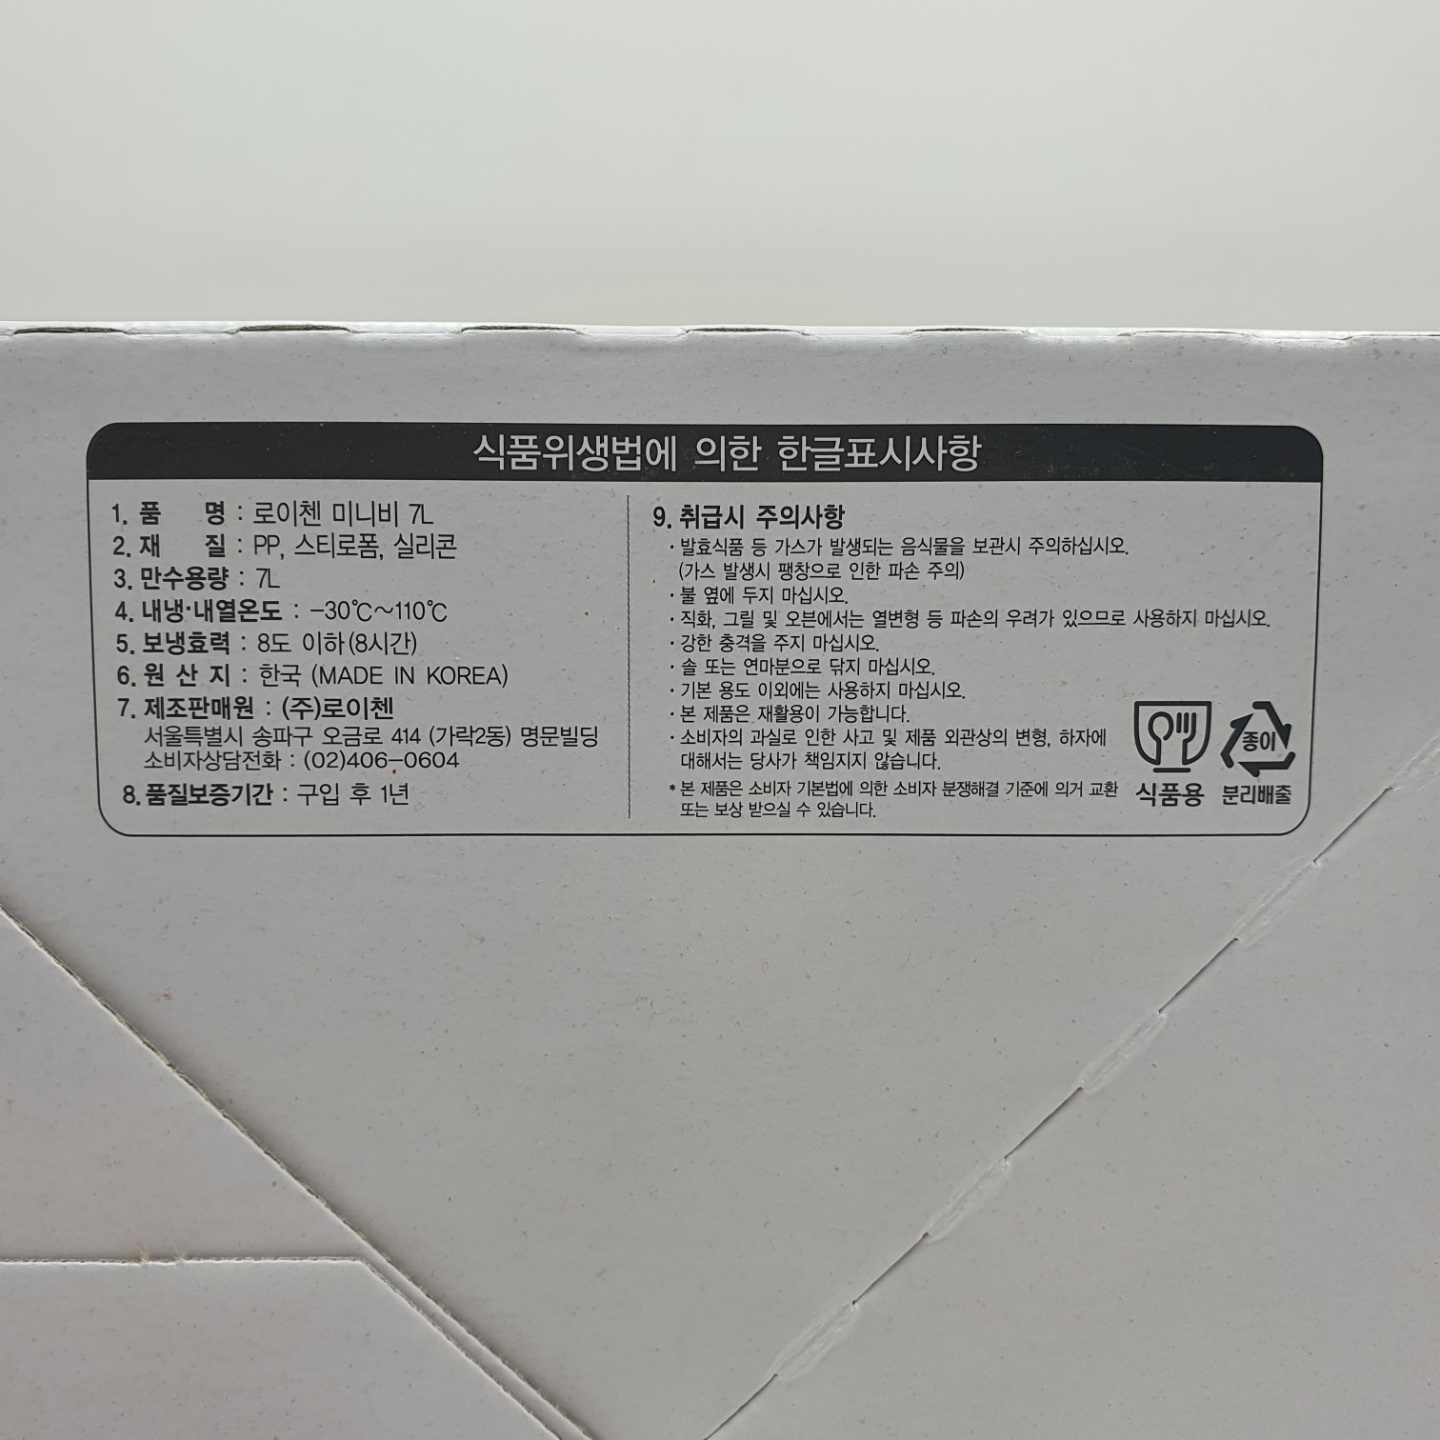 식품위생법에 의한 한글표시사항
1. 품 명 : 로이첸 미니비 7L
2. 재 질 : PP, 스티로폼, 실리콘
3. 만수용량 : 7L
4. 내냉·내열온도 : -30℃~110℃
5. 보냉효력 : 8도 이하(8시간)
6. 원 산 지 : 한국 (MADE IN KOREA)
7. 제조판매원 : (주)로이첸
서울특별시 송파구 오금로 414 (가락2동) 명문빌딩
소비자상담전화 : (02)406-0604
8. 품질보증기간 : 구입 후 1년
9. 취급시 주의사항
· 발효식품 등 가스가 발생되는 음식물을 보관시 주의하십시오.
(가스 발생시 팽창으로 인한 파손 주의)
· 불 옆에 두지 마십시오.
· 직화, 그릴 및 오븐에서는 열변형 등 파손의 우려가 있으므로 사용하지 마십시오.
· 강한 충격을 주지 마십시오.
· 솔 또는 연마분으로 닦지 마십시오.
· 기본 용도 이외에는 사용하지 마십시오.
· 본 제품은 재활용이 가능합니다.
· 소비자의 과실로 인한 사고 및 제품 외관상의 변형, 하자에
대해서는 당사가 책임지지 않습니다.
* 본 제품은 소비자 기본법에 의한 소비자 분쟁해결 기준에 의거 교환
또는 보상 받으실 수 있습니다.
식품용
종이
분리배출